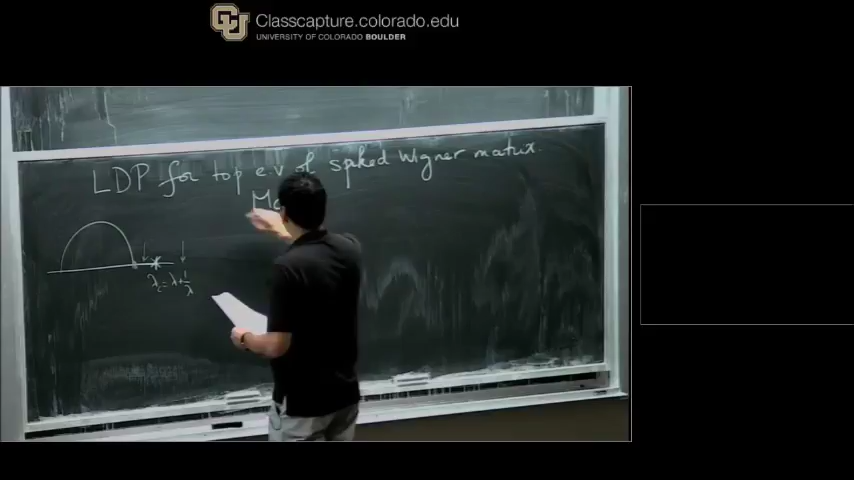 Classcapture.colorado.edu
UNIVERSITY OF COLORADO BOULDER
LDP for top e.v of spiked Wigner matrix.
λc = λ + 1/λ